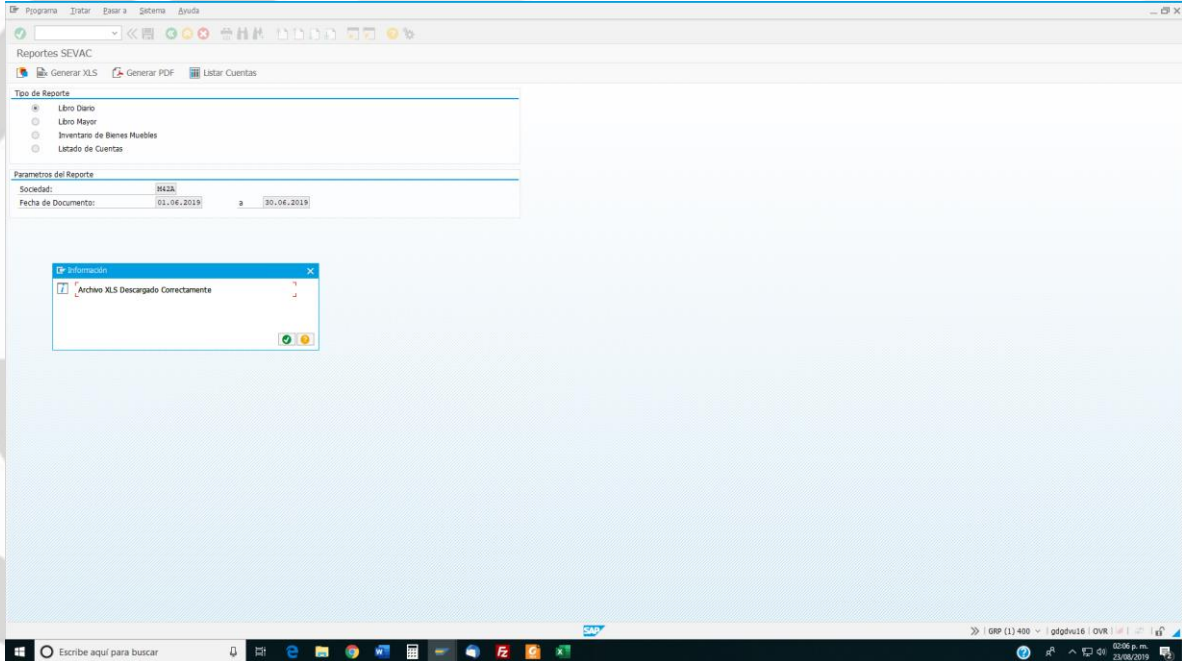 Programa Tratar Pasar a Sistema Ayuda
Reportes SEVAC
Generar XLS Generar PDF Listar Cuentas
Tipo de Reporte
Libro Diario
Libro Mayor
Inventario de Bienes Muebles
Listado de Cuentas
Parametros del Reporte
Sociedad: M42A
Fecha de Documento: 01.06.2019 a 30.06.2019
Información
Archivo XLS Descargado Correctamente
SAP
GRP (1) 400 gdgdvu16 OVR
Escribe aquí para buscar
02:06 p. m.
23/08/2019